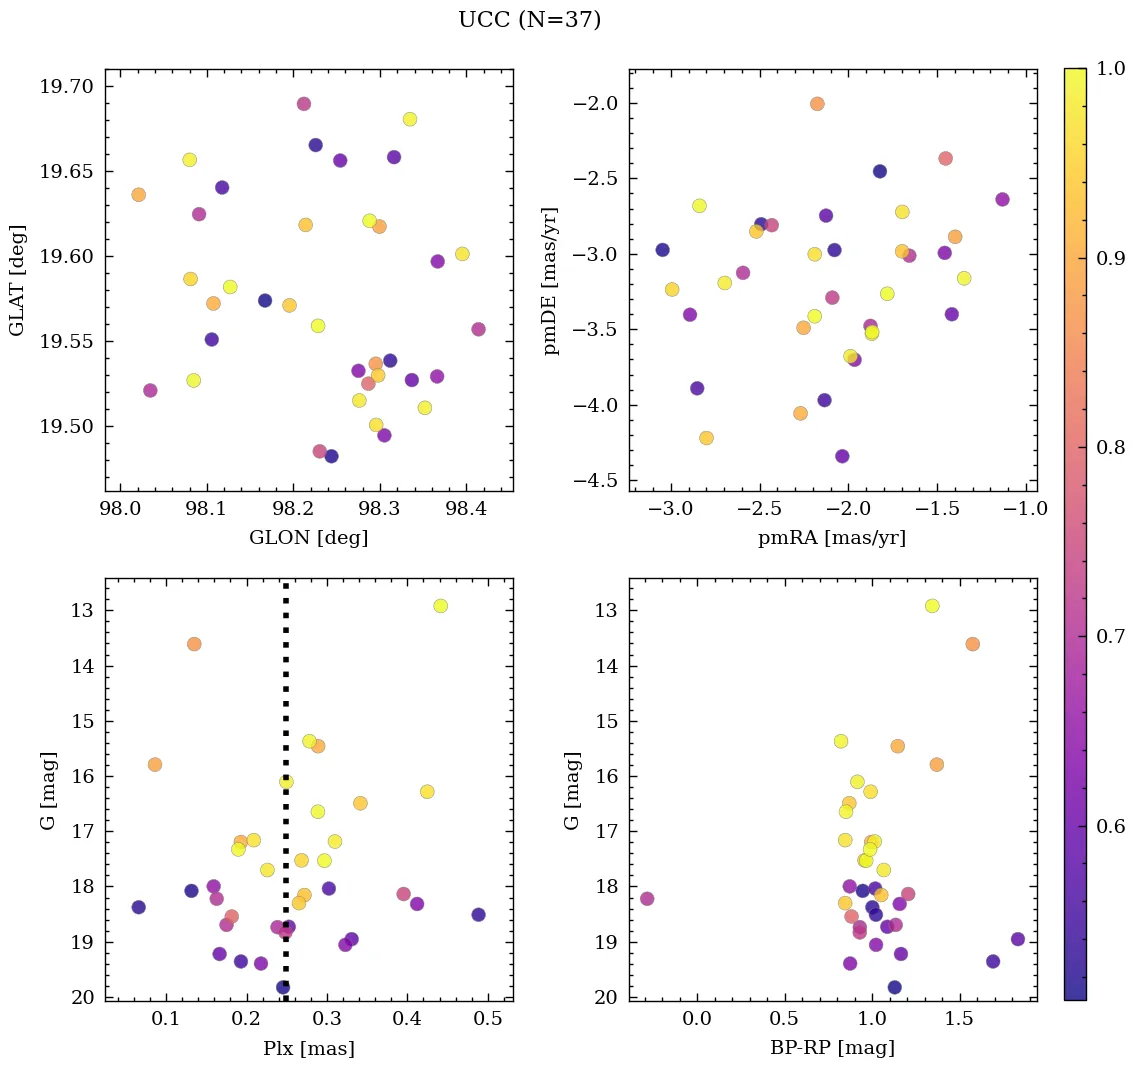 UCC (N=37)
19.70
19.65
19.60
19.55
19.50
GLAT [deg]
98.0 98.1 98.2 98.3 98.4
GLON [deg]
−2.0
−2.5
−3.0
−3.5
−4.0
−4.5
pmDE [mas/yr]
−3.0 −2.5 −2.0 −1.5 −1.0
pmRA [mas/yr]
1.0
0.9
0.8
0.7
0.6
13
14
15
16
17
18
19
20
G [mag]
0.1 0.2 0.3 0.4 0.5
Plx [mas]
13
14
15
16
17
18
19
20
G [mag]
0.0 0.5 1.0 1.5
BP-RP [mag]